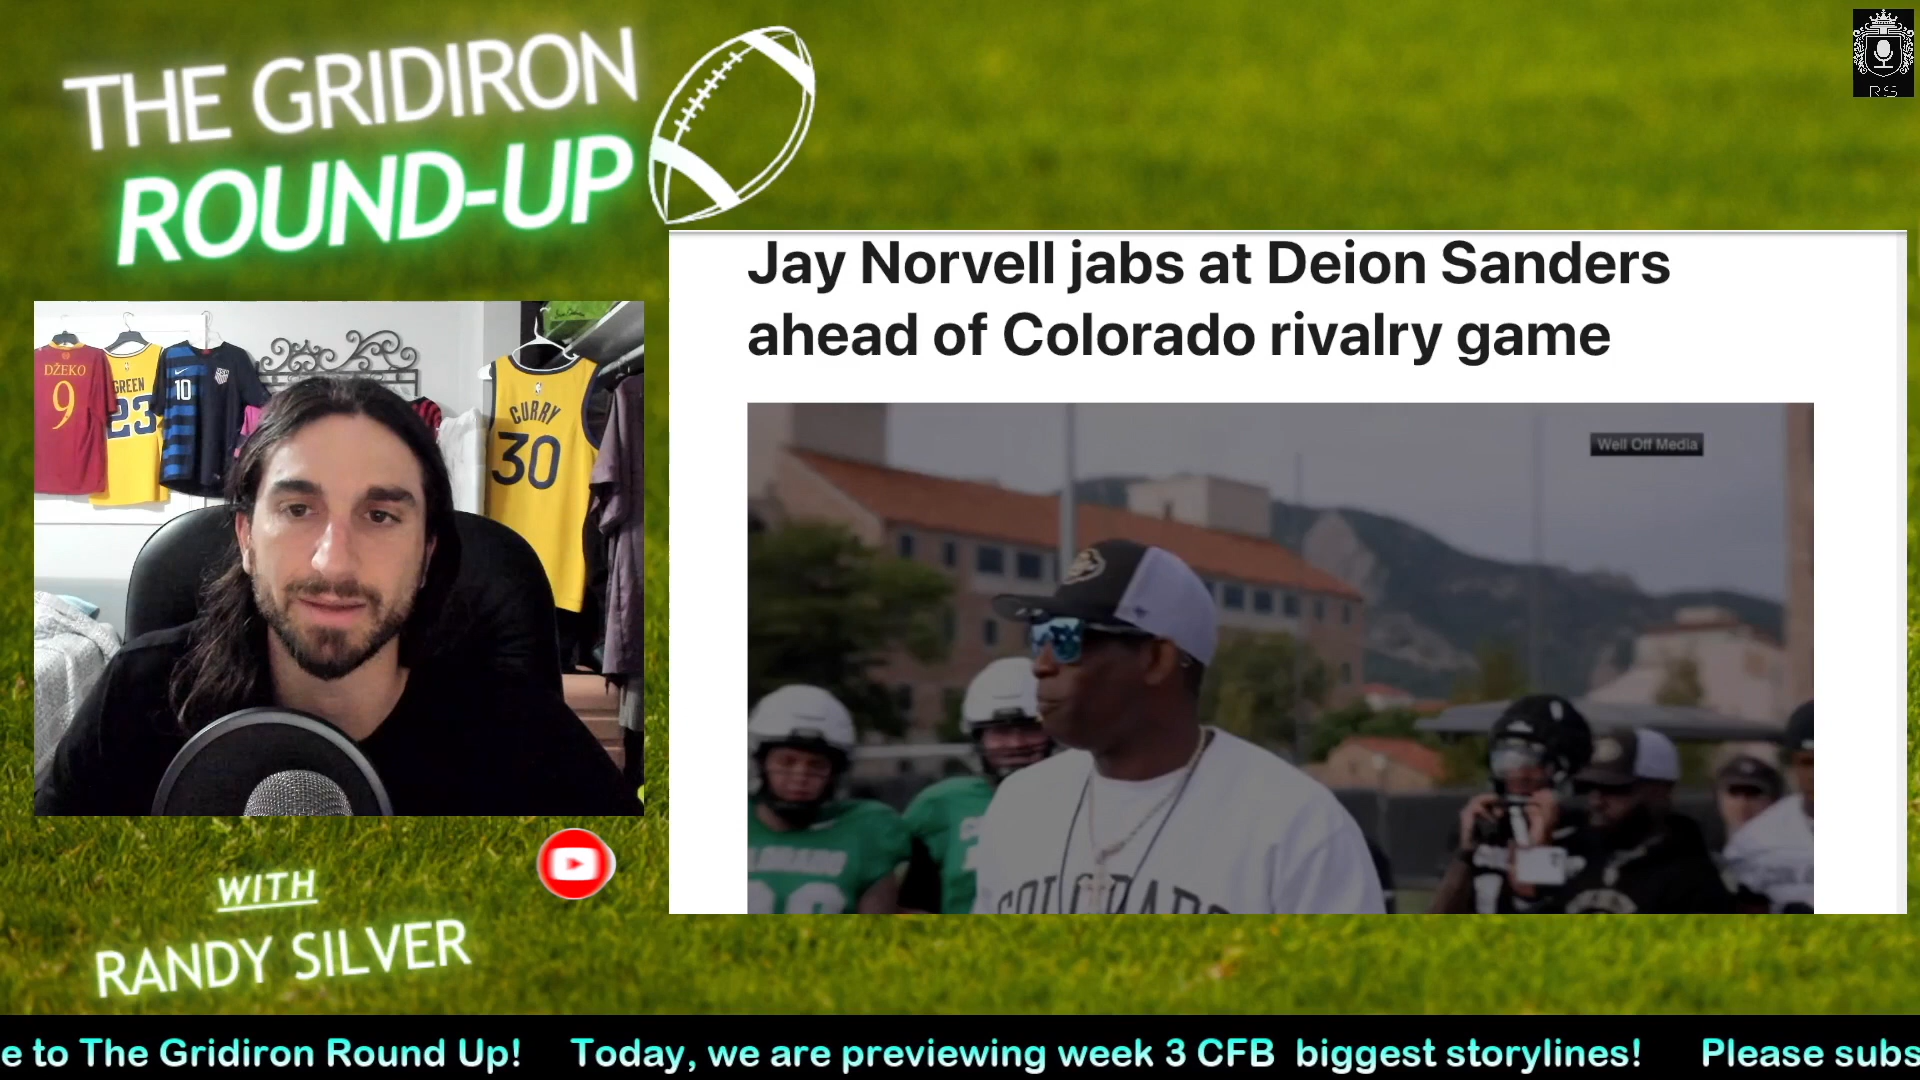 THE GRIDIRON
ROUND-UP
RS
Jay Norvell jabs at Deion Sanders
ahead of Colorado rivalry game
Well Off Media
DŽEKO
9
GREEN
23
10
CURRY
30
COLORADO
COLORADO
WITH
RANDY SILVER
e to The Gridiron Round Up! Today, we are previewing week 3 CFB biggest storylines! Please subs